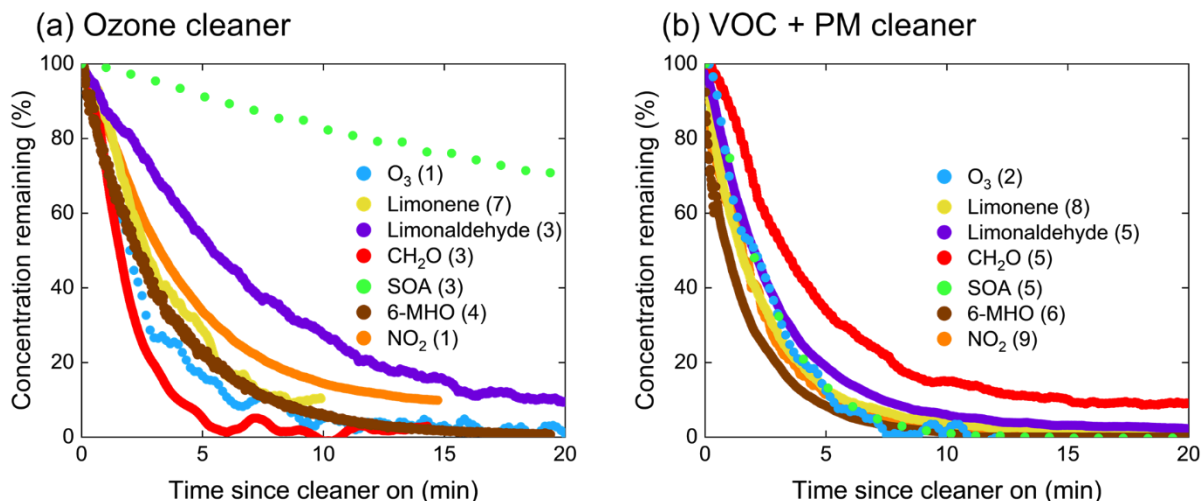 (a) Ozone cleaner
100
80
60
40
20
0
Concentration remaining (%)
0
5
10
15
20
Time since cleaner on (min)
O₃ (1)
Limonene (7)
Limonaldehyde (3)
CH₂O (3)
SOA (3)
6-MHO (4)
NO₂ (1)
(b) VOC + PM cleaner
100
80
60
40
20
0
Concentration remaining (%)
0
5
10
15
20
Time since cleaner on (min)
O₃ (2)
Limonene (8)
Limonaldehyde (5)
CH₂O (5)
SOA (5)
6-MHO (6)
NO₂ (9)